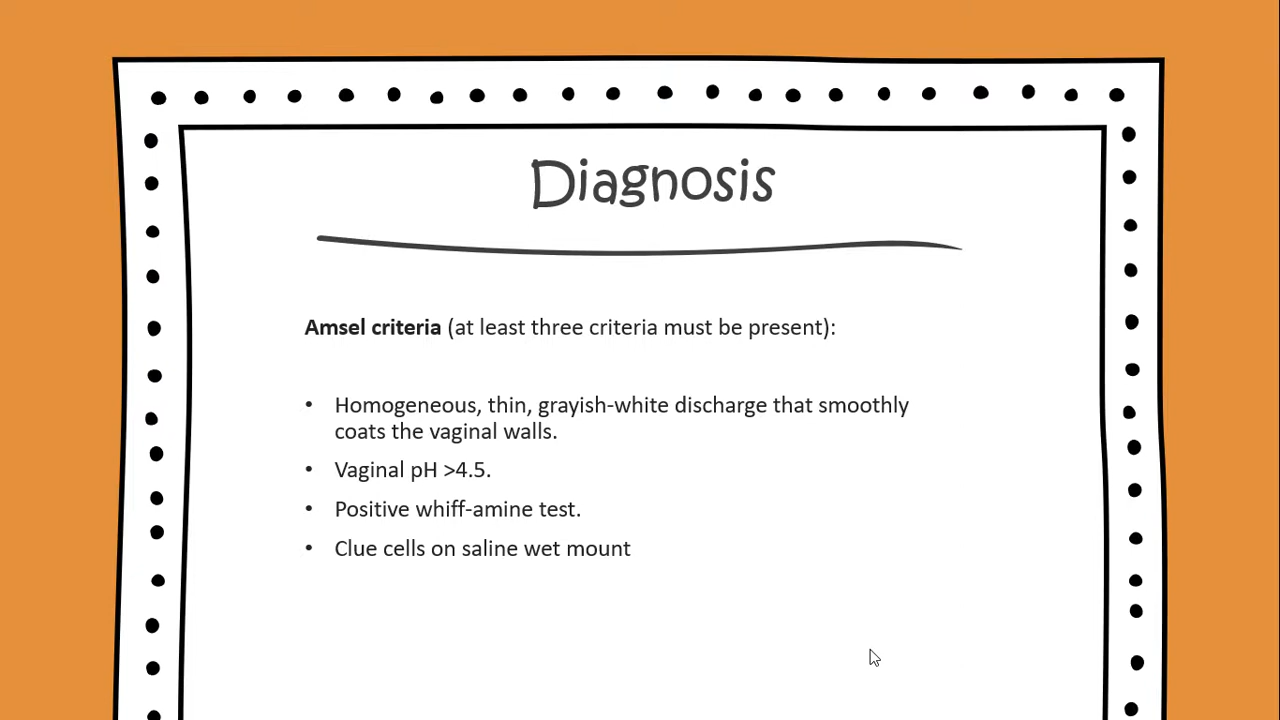 Diagnosis
Amsel criteria (at least three criteria must be present):
• Homogeneous, thin, grayish-white discharge that smoothly
coats the vaginal walls.
• Vaginal pH >4.5.
• Positive whiff-amine test.
• Clue cells on saline wet mount